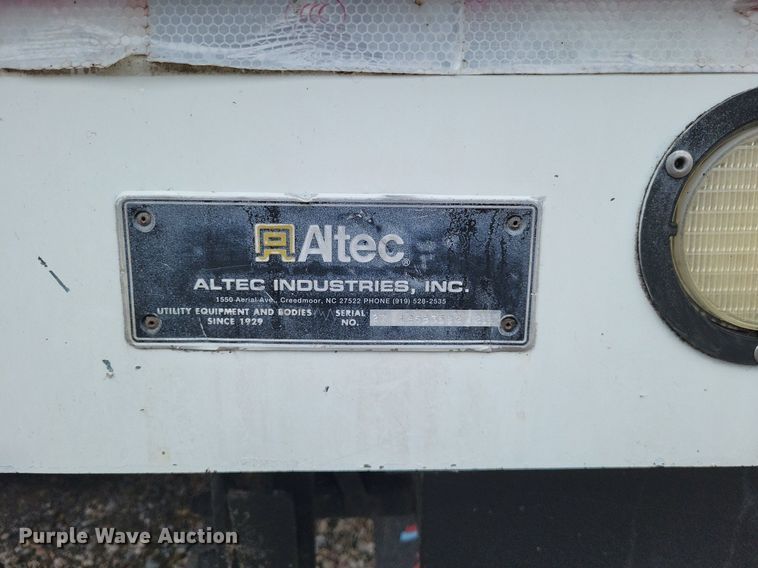 Altec®
ALTEC INDUSTRIES, INC.
1550 Aerial Ave., Creedmoor, NC 27522 PHONE (919) 528-2535
UTILITY EQUIPMENT AND BODIES SERIAL
SINCE 1929 NO.
Purple Wave Auction